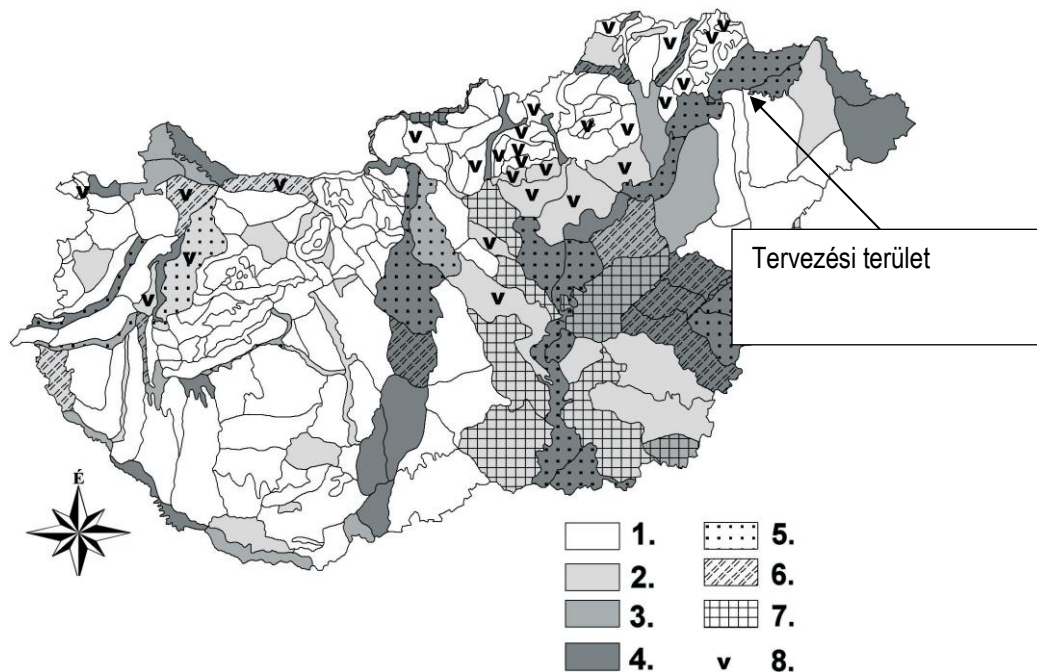 Tervezési terület
É
1.
2.
3.
4.
5.
6.
7.
v 8.